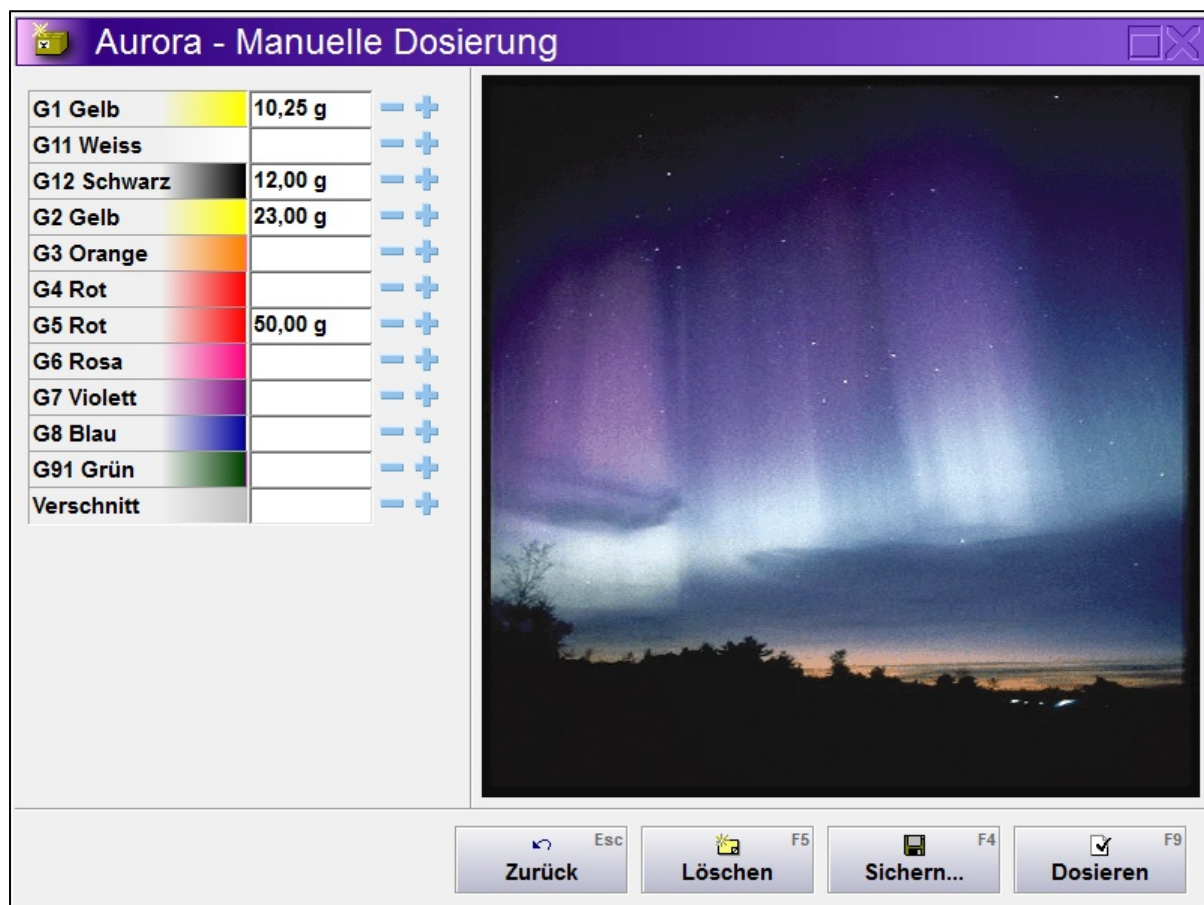 Aurora - Manuelle Dosierung
G1 Gelb 10,25 g
G11 Weiss
G12 Schwarz 12,00 g
G2 Gelb 23,00 g
G3 Orange
G4 Rot
G5 Rot 50,00 g
G6 Rosa
G7 Violett
G8 Blau
G91 Grün
Verschnitt
Esc F5 F4 F9
Zurück Löschen Sichern... Dosieren